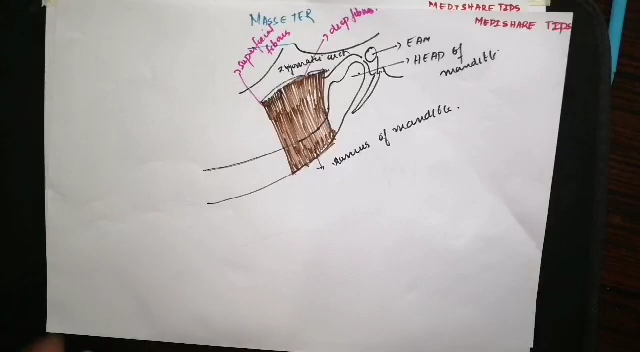 MEDISHARE TIPS
MEDISHARE TIPS
MASSETER
superficial
fibres
deep fibres.
zygomatic arch
EAM
HEAD of
mandible
ramus of mandible.